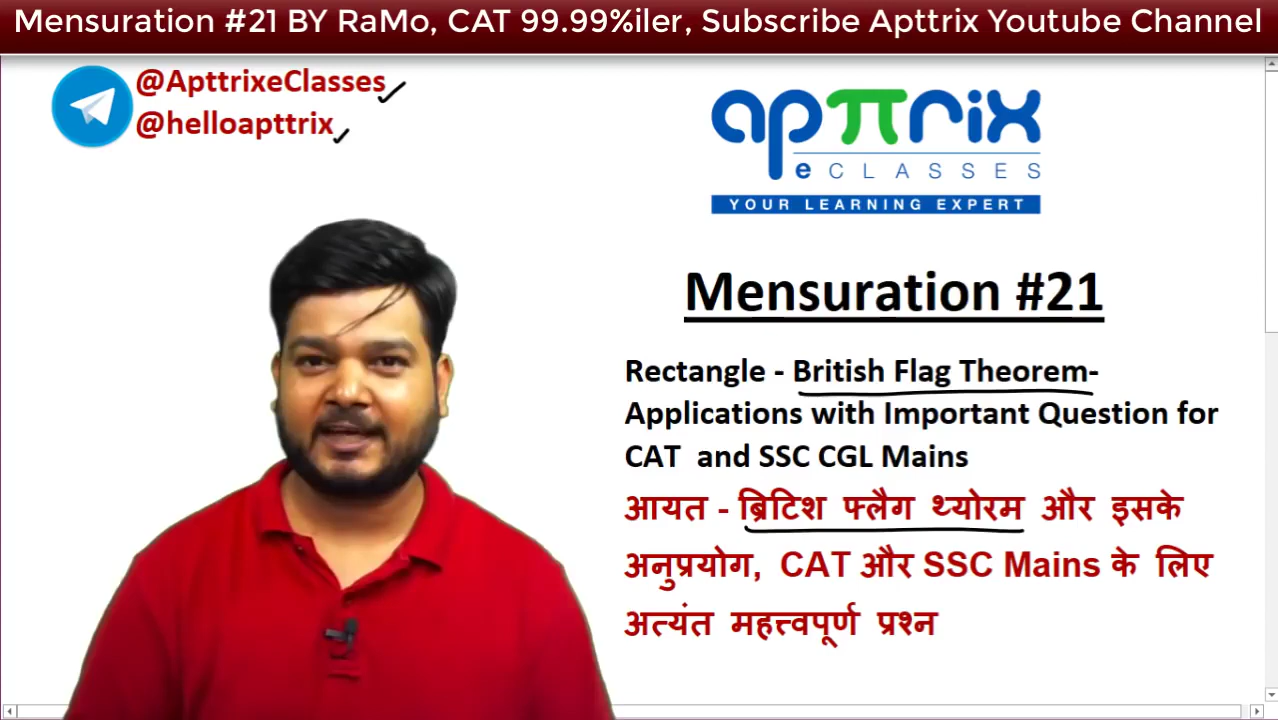 Mensuration #21 BY RaMo, CAT 99.99%iler, Subscribe Apttrix Youtube Channel
@ApttrixeClasses
@helloapttrix
apttrix
e CLASSES
YOUR LEARNING EXPERT
Mensuration #21
Rectangle - British Flag Theorem-
Applications with Important Question for
CAT and SSC CGL Mains
आयत - ब्रिटिश फ्लैग थ्योरम और इसके
अनुप्रयोग, CAT और SSC Mains के लिए
अत्यंत महत्त्वपूर्ण प्रश्न